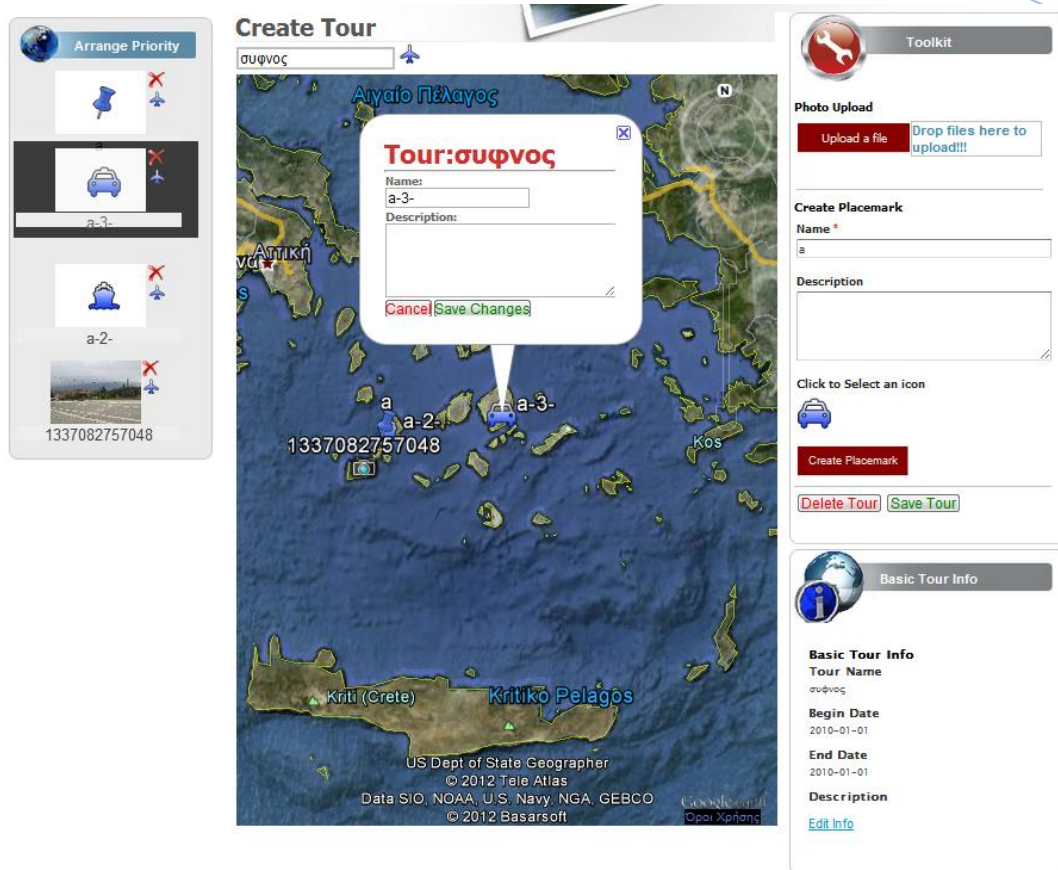 Arrange Priority
a
a-3-
a-2-
1337082757048
Create Tour
συφνος
Αιγαίο Πέλαγος
N
Tour:συφνος
Name:
a-3-
Description:
Cancel Save Changes
Αττική
a
a-2-
a-3-
1337082757048
Kos
Kriti (Crete)
Kritiko Pelagos
US Dept of State Geographer
© 2012 Tele Atlas
Data SIO, NOAA, U.S. Navy, NGA, GEBCO
© 2012 Basarsoft
Google earth
Όροι Χρήσης
Toolkit
Photo Upload
Upload a file
Drop files here to
upload!!!
Create Placemark
Name *
a
Description
Click to Select an icon
Create Placemark
Delete Tour Save Tour
Basic Tour Info
Basic Tour Info
Tour Name
συφνος
Begin Date
2010-01-01
End Date
2010-01-01
Description
Edit Info